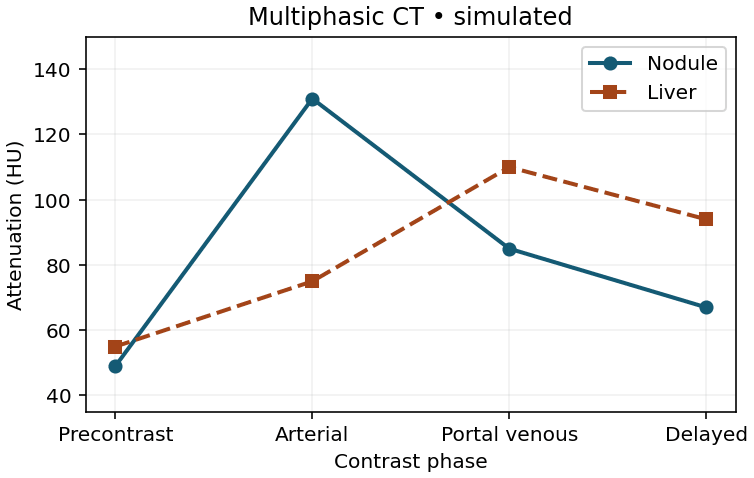 Multiphasic CT • simulated
Nodule
Liver
Attenuation (HU)
140
120
100
80
60
40
Precontrast Arterial Portal venous Delayed
Contrast phase